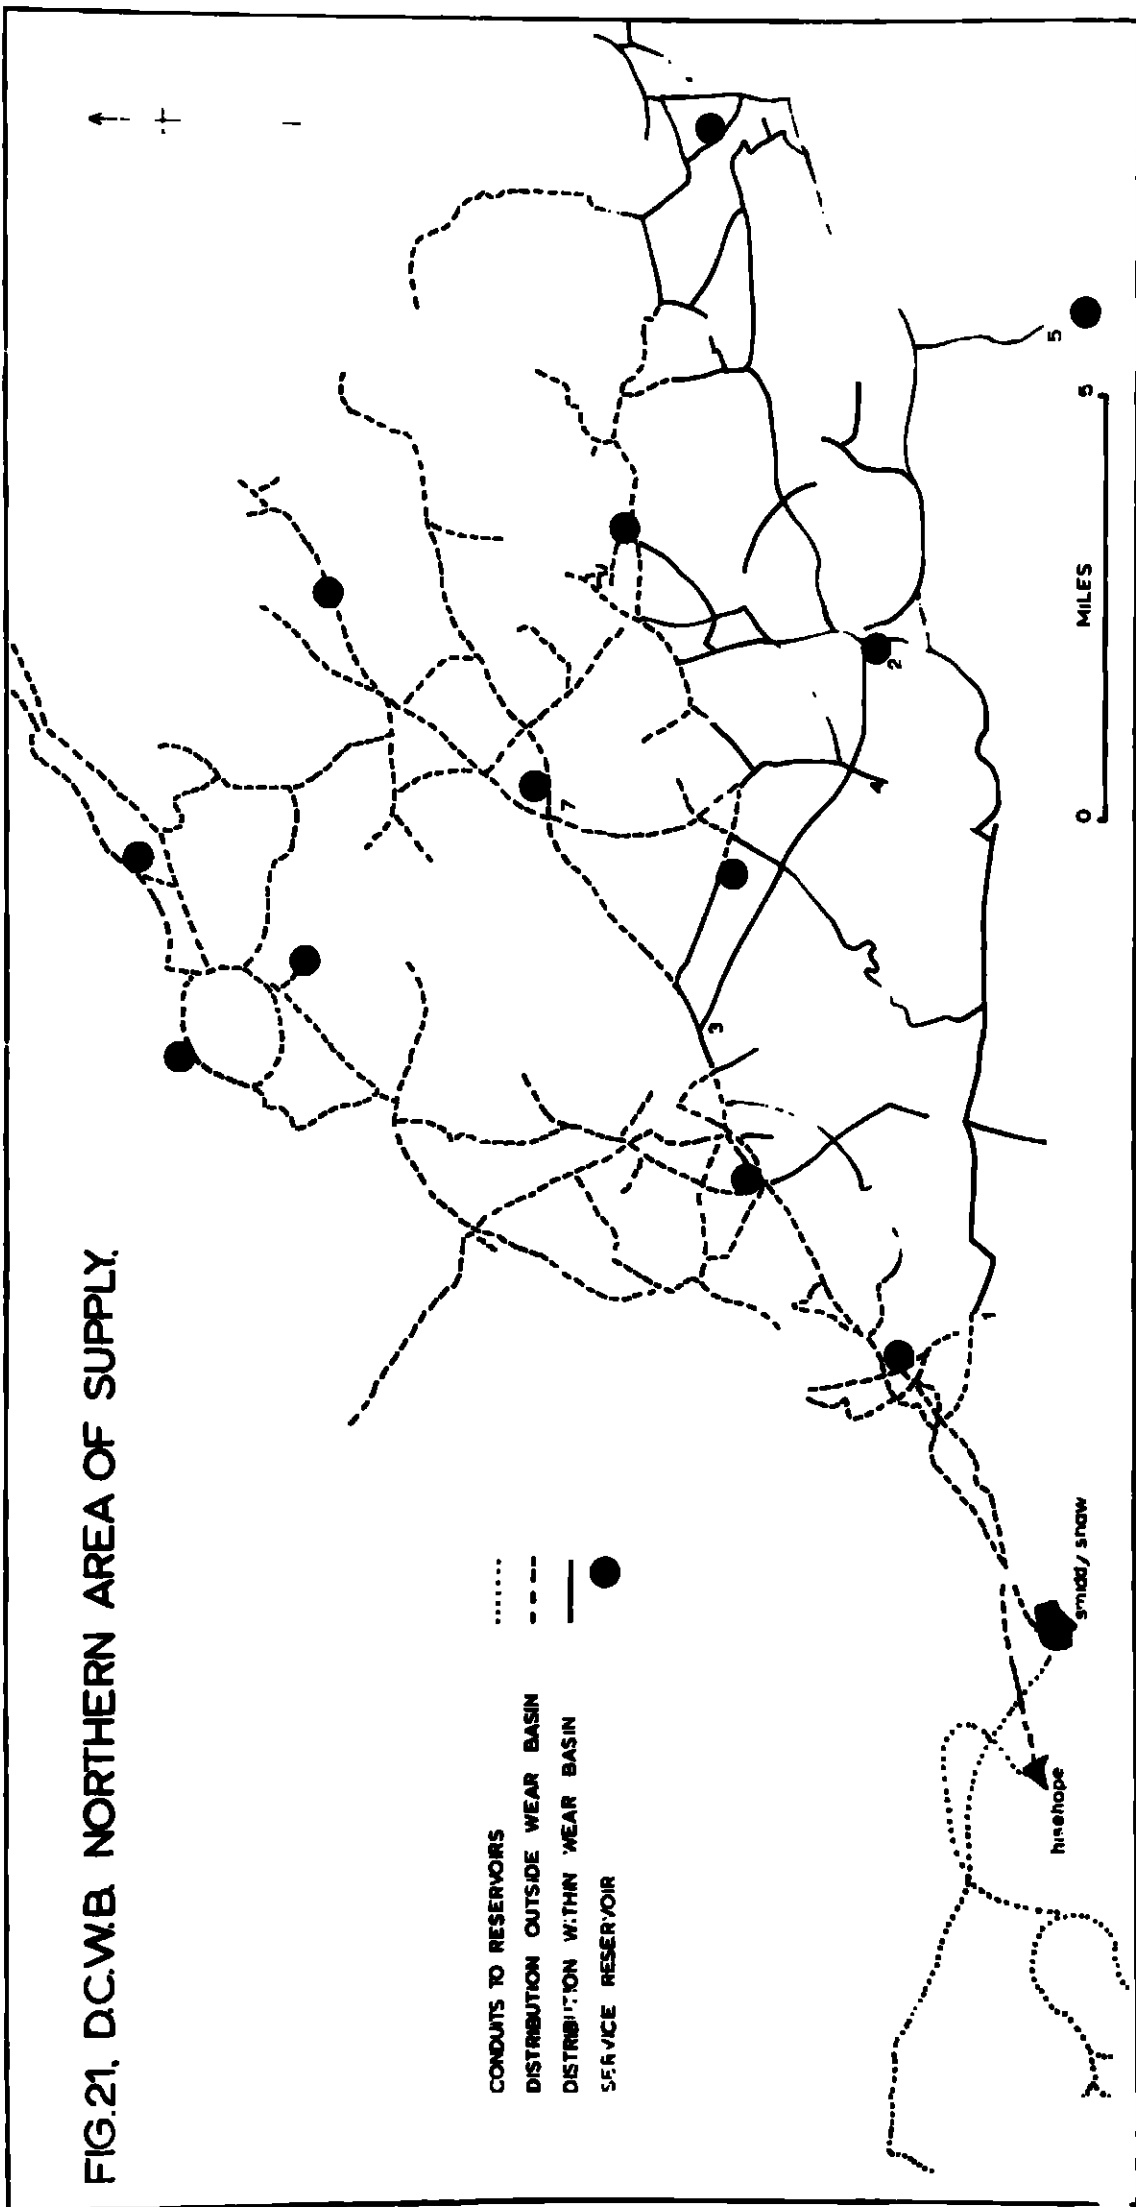 FIG.21. D.C.W.B. NORTHERN AREA OF SUPPLY.
CONDUITS TO RESERVOIRS
DISTRIBUTION OUTSIDE WEAR BASIN
DISTRIBUTION WITHIN WEAR BASIN
SERVICE RESERVOIR
hisehope
smiddy shaw
1
3
7
4
2
5
0 MILES 5